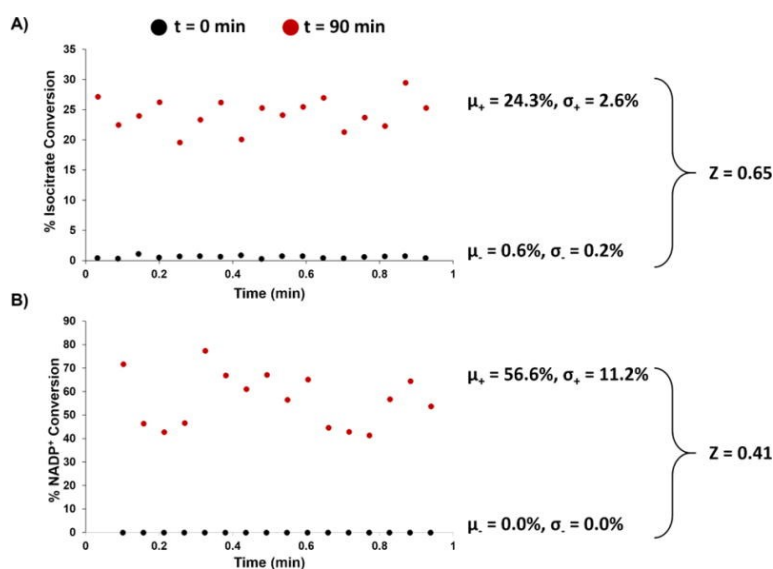 A)
t = 0 min t = 90 min
% Isocitrate Conversion
35
30
25
20
15
10
5
0
0 0.2 0.4 0.6 0.8 1
Time (min)
μ₊ = 24.3%, σ₊ = 2.6%
Z = 0.65
μ₋ = 0.6%, σ₋ = 0.2%
B)
% NADP⁺ Conversion
90
80
70
60
50
40
30
20
10
0
0 0.2 0.4 0.6 0.8 1
Time (min)
μ₊ = 56.6%, σ₊ = 11.2%
Z = 0.41
μ₋ = 0.0%, σ₋ = 0.0%